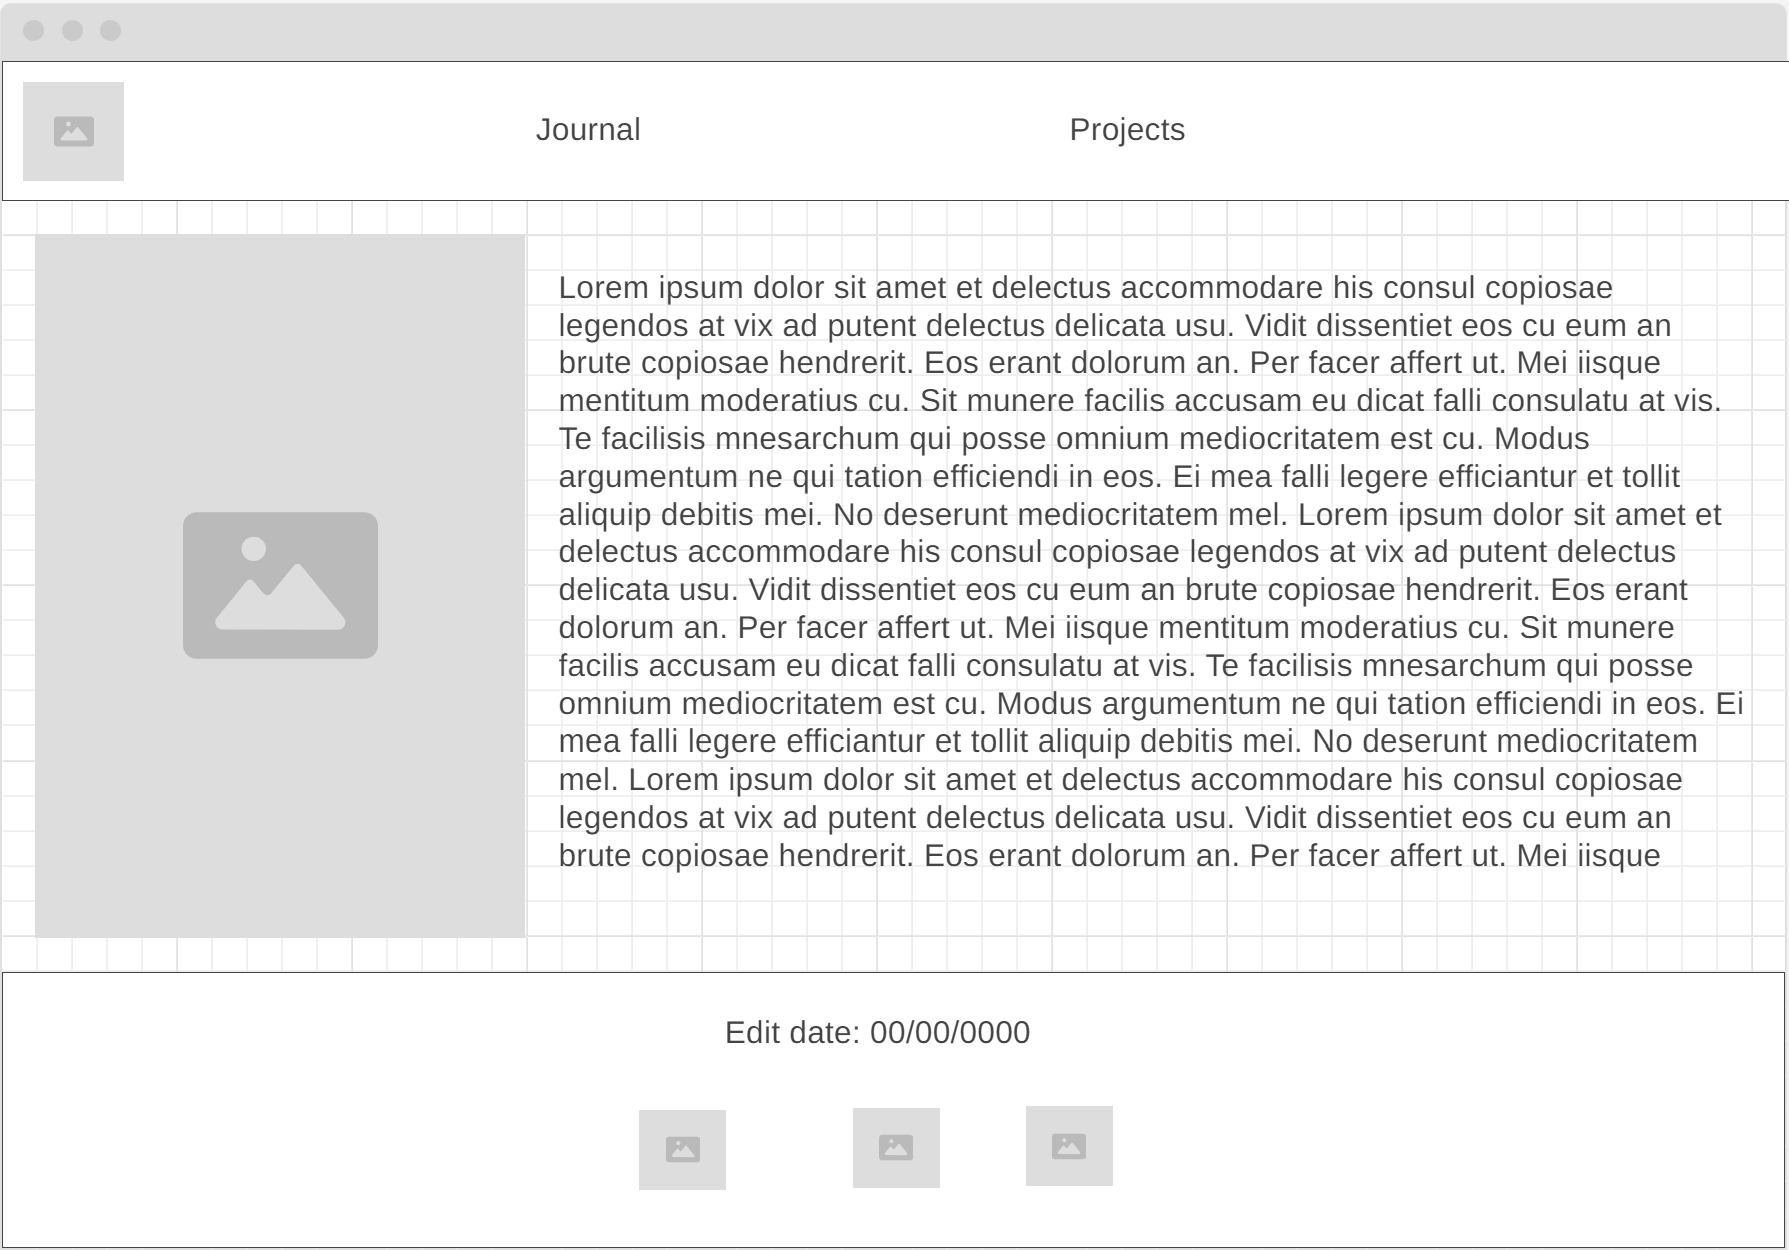 Journal
Projects
Lorem ipsum dolor sit amet et delectus accommodare his consul copiosae
legendos at vix ad putent delectus delicata usu. Vidit dissentiet eos cu eum an
brute copiosae hendrerit. Eos erant dolorum an. Per facer affert ut. Mei iisque
mentitum moderatius cu. Sit munere facilis accusam eu dicat falli consulatu at vis.
Te facilisis mnesarchum qui posse omnium mediocritatem est cu. Modus
argumentum ne qui tation efficiendi in eos. Ei mea falli legere efficiantur et tollit
aliquip debitis mei. No deserunt mediocritatem mel. Lorem ipsum dolor sit amet et
delectus accommodare his consul copiosae legendos at vix ad putent delectus
delicata usu. Vidit dissentiet eos cu eum an brute copiosae hendrerit. Eos erant
dolorum an. Per facer affert ut. Mei iisque mentitum moderatius cu. Sit munere
facilis accusam eu dicat falli consulatu at vis. Te facilisis mnesarchum qui posse
omnium mediocritatem est cu. Modus argumentum ne qui tation efficiendi in eos. Ei
mea falli legere efficiantur et tollit aliquip debitis mei. No deserunt mediocritatem
mel. Lorem ipsum dolor sit amet et delectus accommodare his consul copiosae
legendos at vix ad putent delectus delicata usu. Vidit dissentiet eos cu eum an
brute copiosae hendrerit. Eos erant dolorum an. Per facer affert ut. Mei iisque
Edit date: 00/00/0000